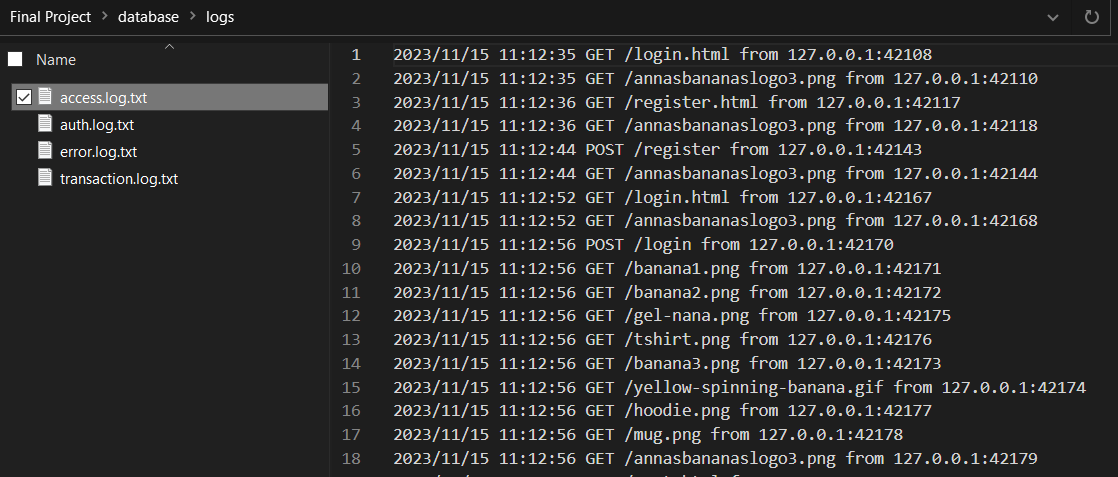 Final Project > database > logs
Name
access.log.txt
auth.log.txt
error.log.txt
transaction.log.txt
1 2023/11/15 11:12:35 GET /login.html from 127.0.0.1:42108
2 2023/11/15 11:12:35 GET /annasbananaslogo3.png from 127.0.0.1:42110
3 2023/11/15 11:12:36 GET /register.html from 127.0.0.1:42117
4 2023/11/15 11:12:36 GET /annasbananaslogo3.png from 127.0.0.1:42118
5 2023/11/15 11:12:44 POST /register from 127.0.0.1:42143
6 2023/11/15 11:12:44 GET /annasbananaslogo3.png from 127.0.0.1:42144
7 2023/11/15 11:12:52 GET /login.html from 127.0.0.1:42167
8 2023/11/15 11:12:52 GET /annasbananaslogo3.png from 127.0.0.1:42168
9 2023/11/15 11:12:56 POST /login from 127.0.0.1:42170
10 2023/11/15 11:12:56 GET /banana1.png from 127.0.0.1:42171
11 2023/11/15 11:12:56 GET /banana2.png from 127.0.0.1:42172
12 2023/11/15 11:12:56 GET /gel-nana.png from 127.0.0.1:42175
13 2023/11/15 11:12:56 GET /tshirt.png from 127.0.0.1:42176
14 2023/11/15 11:12:56 GET /banana3.png from 127.0.0.1:42173
15 2023/11/15 11:12:56 GET /yellow-spinning-banana.gif from 127.0.0.1:42174
16 2023/11/15 11:12:56 GET /hoodie.png from 127.0.0.1:42177
17 2023/11/15 11:12:56 GET /mug.png from 127.0.0.1:42178
18 2023/11/15 11:12:56 GET /annasbananaslogo3.png from 127.0.0.1:42179